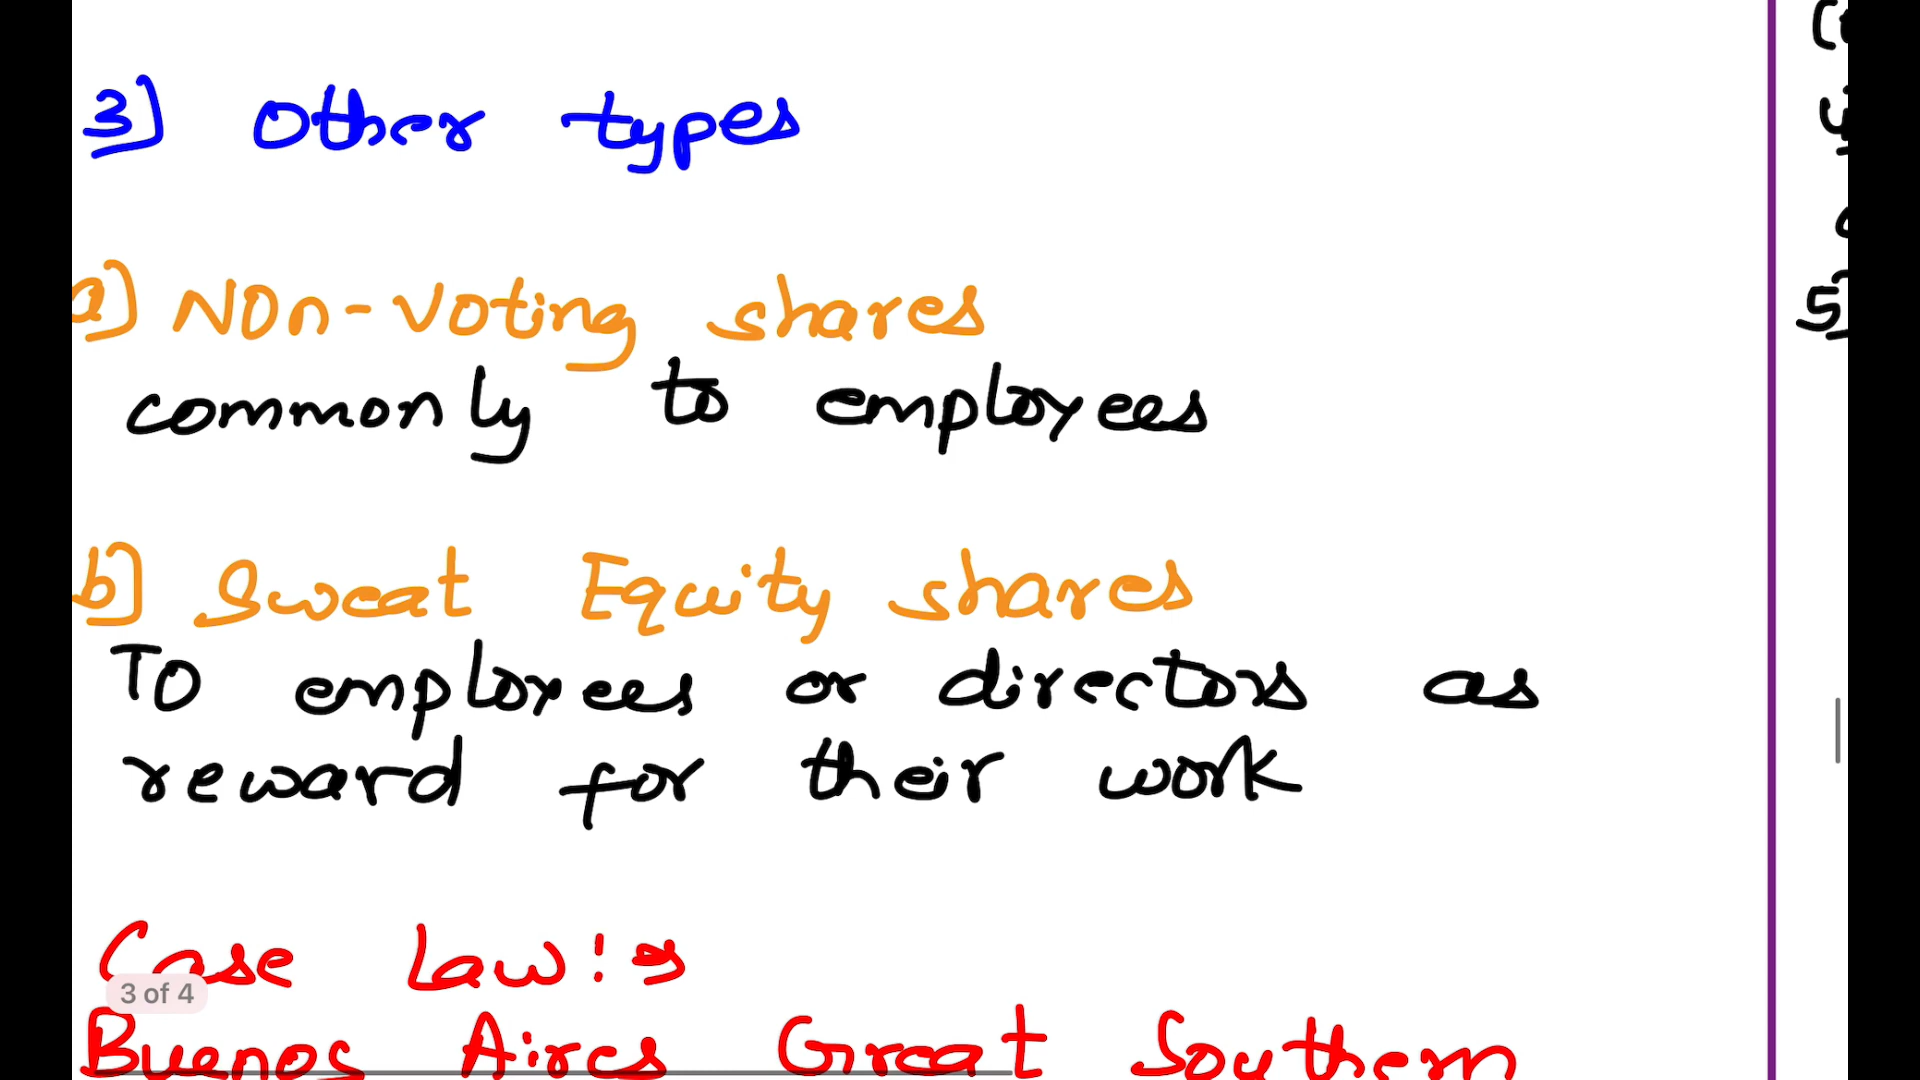 3] Other types
a] Non-voting shares
commonly to employees
b] Sweat Equity shares
To employees or directors as
reward for their work
Case Law:→
3 of 4
Buenos Aires Great Southern
5]